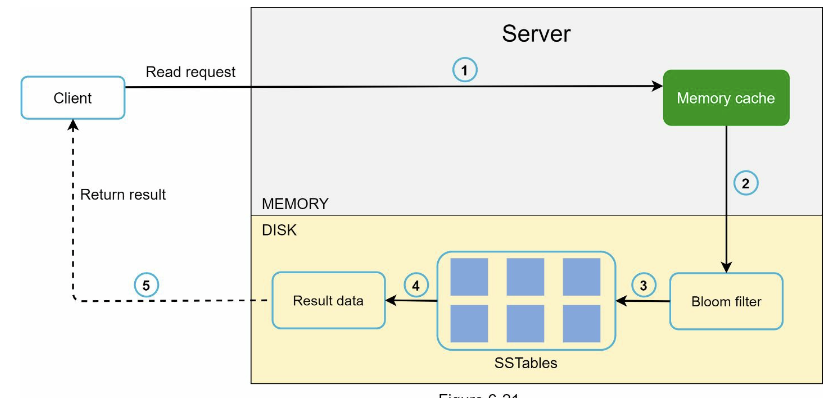 Server
Read request
1
Client
Memory cache
2
Return result
MEMORY
DISK
5
Result data
4
3
Bloom filter
SSTables
Figure 6-21